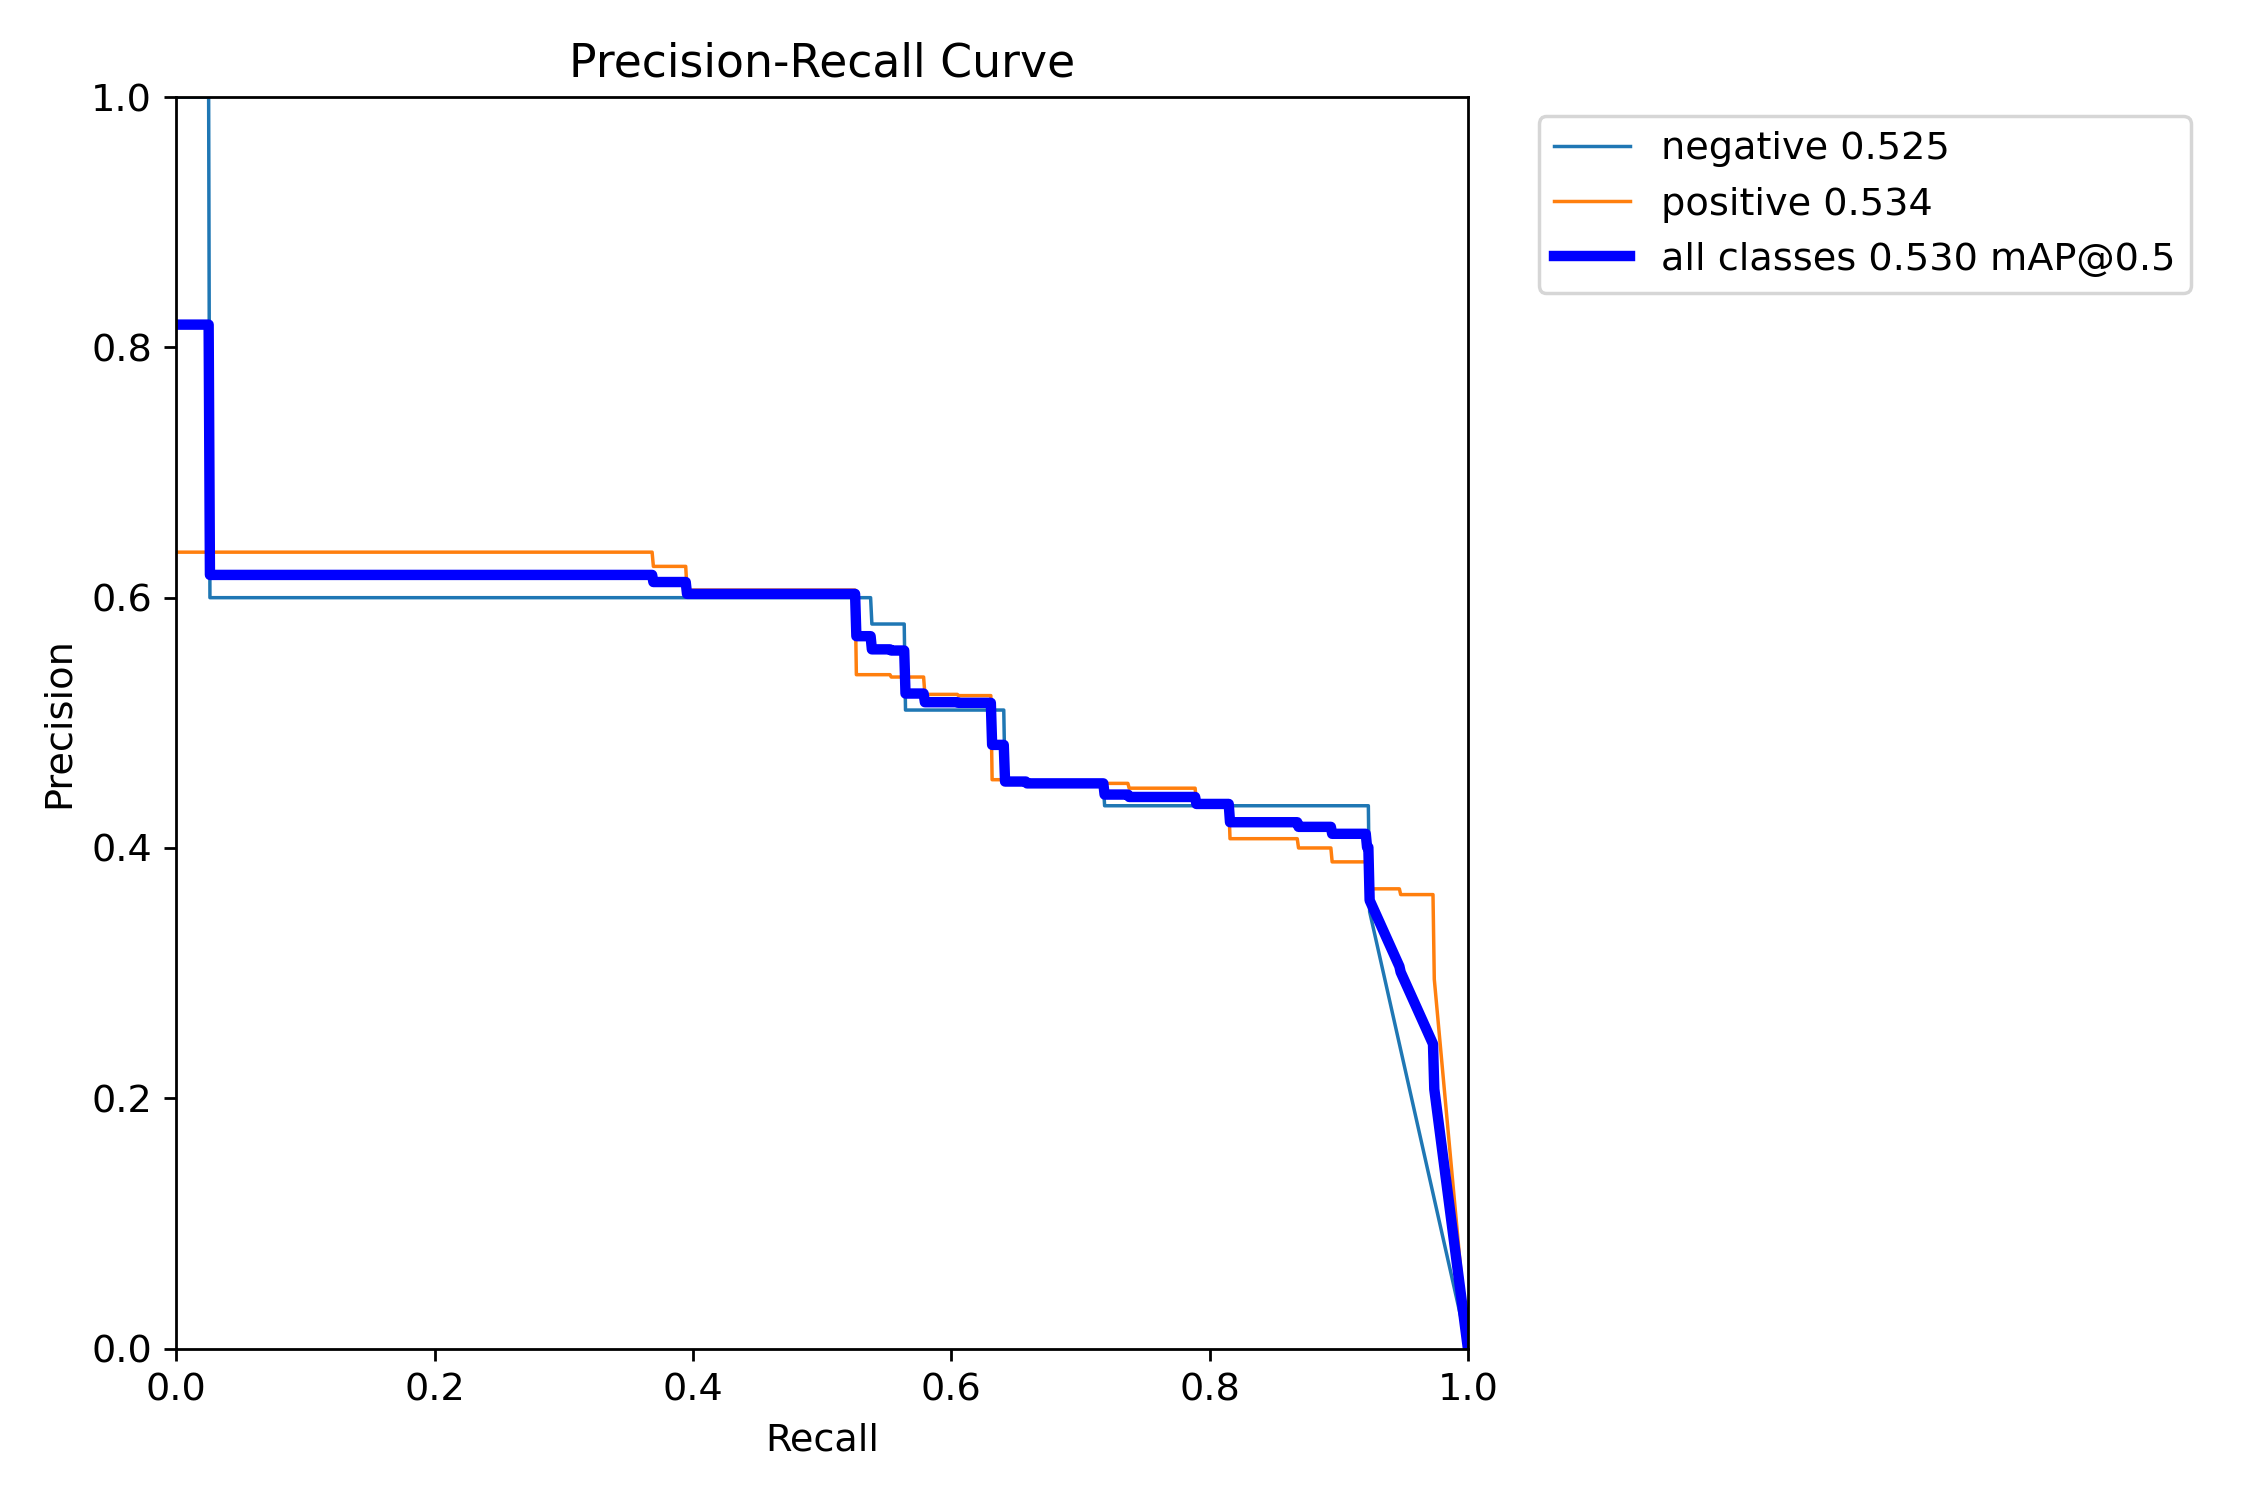 Precision-Recall Curve
1.0
0.8
0.6
0.4
0.2
0.0
Precision
0.0 0.2 0.4 0.6 0.8 1.0
Recall
negative 0.525
positive 0.534
all classes 0.530 mAP@0.5